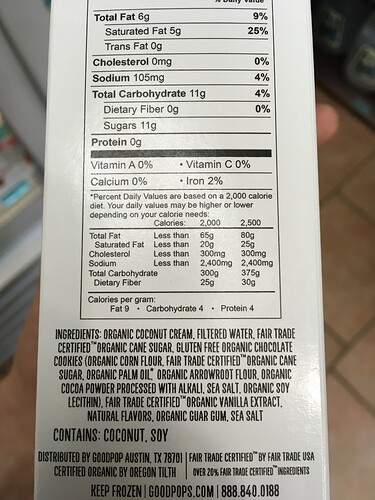 % Daily Value
Total Fat 6g 9%
Saturated Fat 5g 25%
Trans Fat 0g
Cholesterol 0mg 0%
Sodium 105mg 4%
Total Carbohydrate 11g 4%
Dietary Fiber 0g 0%
Sugars 11g
Protein 0g
Vitamin A 0% • Vitamin C 0%
Calcium 0% • Iron 2%
*Percent Daily Values are based on a 2,000 calorie
diet. Your daily values may be higher or lower
depending on your calorie needs:
Calories: 2,000 2,500
Total Fat Less than 65g 80g
Saturated Fat Less than 20g 25g
Cholesterol Less than 300mg 300mg
Sodium Less than 2,400mg 2,400mg
Total Carbohydrate 300g 375g
Dietary Fiber 25g 30g
Calories per gram:
Fat 9 • Carbohydrate 4 • Protein 4
INGREDIENTS: ORGANIC COCONUT CREAM, FILTERED WATER, FAIR TRADE
CERTIFIED™ ORGANIC CANE SUGAR, GLUTEN FREE ORGANIC CHOCOLATE
COOKIES (ORGANIC CORN FLOUR, FAIR TRADE CERTIFIED™ ORGANIC CANE
SUGAR, ORGANIC PALM OIL, ORGANIC ARROWROOT FLOUR, ORGANIC
COCOA POWDER PROCESSED WITH ALKALI, SEA SALT, ORGANIC SOY
LECITHIN), FAIR TRADE CERTIFIED™ ORGANIC VANILLA EXTRACT,
NATURAL FLAVORS, ORGANIC GUAR GUM, SEA SALT
CONTAINS: COCONUT, SOY
DISTRIBUTED BY GOODPOP AUSTIN, TX 78701 | FAIR TRADE CERTIFIED™ BY FAIR TRADE USA
CERTIFIED ORGANIC BY OREGON TILTH | OVER 20% FAIR TRADE CERTIFIED™ INGREDIENTS
KEEP FROZEN | GOODPOPS.COM | 888.840.0188